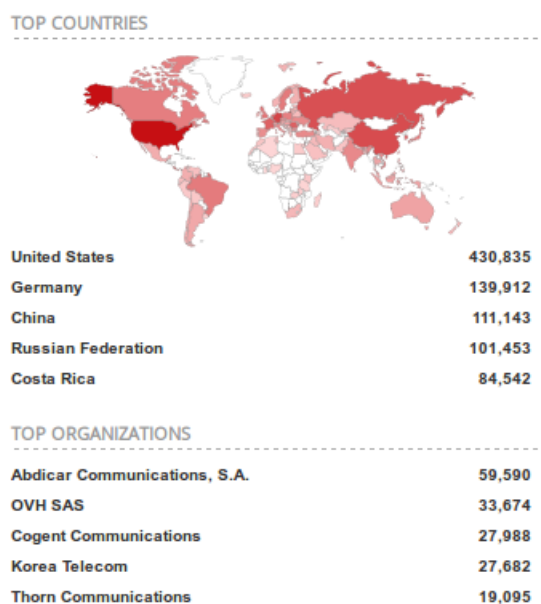 TOP COUNTRIES
United States 430,835
Germany 139,912
China 111,143
Russian Federation 101,453
Costa Rica 84,542
TOP ORGANIZATIONS
Abdicar Communications, S.A. 59,590
OVH SAS 33,674
Cogent Communications 27,988
Korea Telecom 27,682
Thorn Communications 19,095